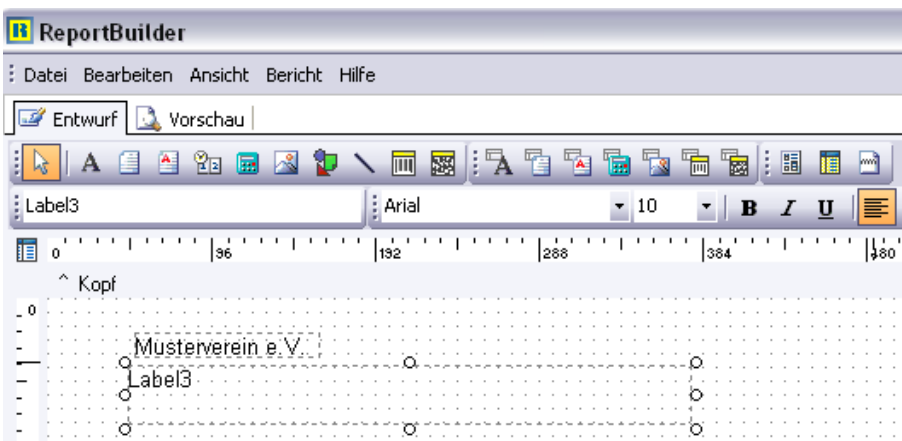 ReportBuilder
Datei Bearbeiten Ansicht Bericht Hilfe
Entwurf Vorschau
Label3 Arial 10 B I U
0 96 192 288 384 480
^ Kopf
0
Musterverein e.V.
Label3